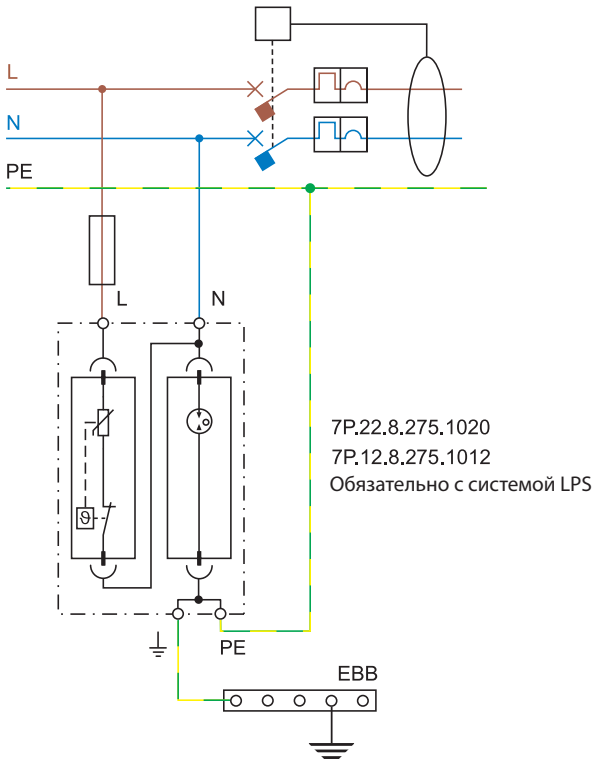 L
N
PE
L
N
7P.22.8.275.1020
7P.12.8.275.1012
Обязательно с системой LPS
ϑ
PE
EBB